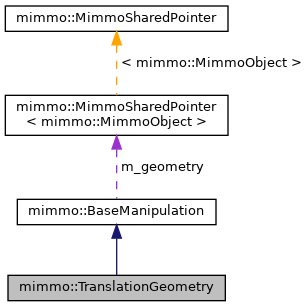 mimmo::MimmoSharedPointer
< mimmo::MimmoObject >
mimmo::MimmoSharedPointer
< mimmo::MimmoObject >
m_geometry
mimmo::BaseManipulation
mimmo::TranslationGeometry